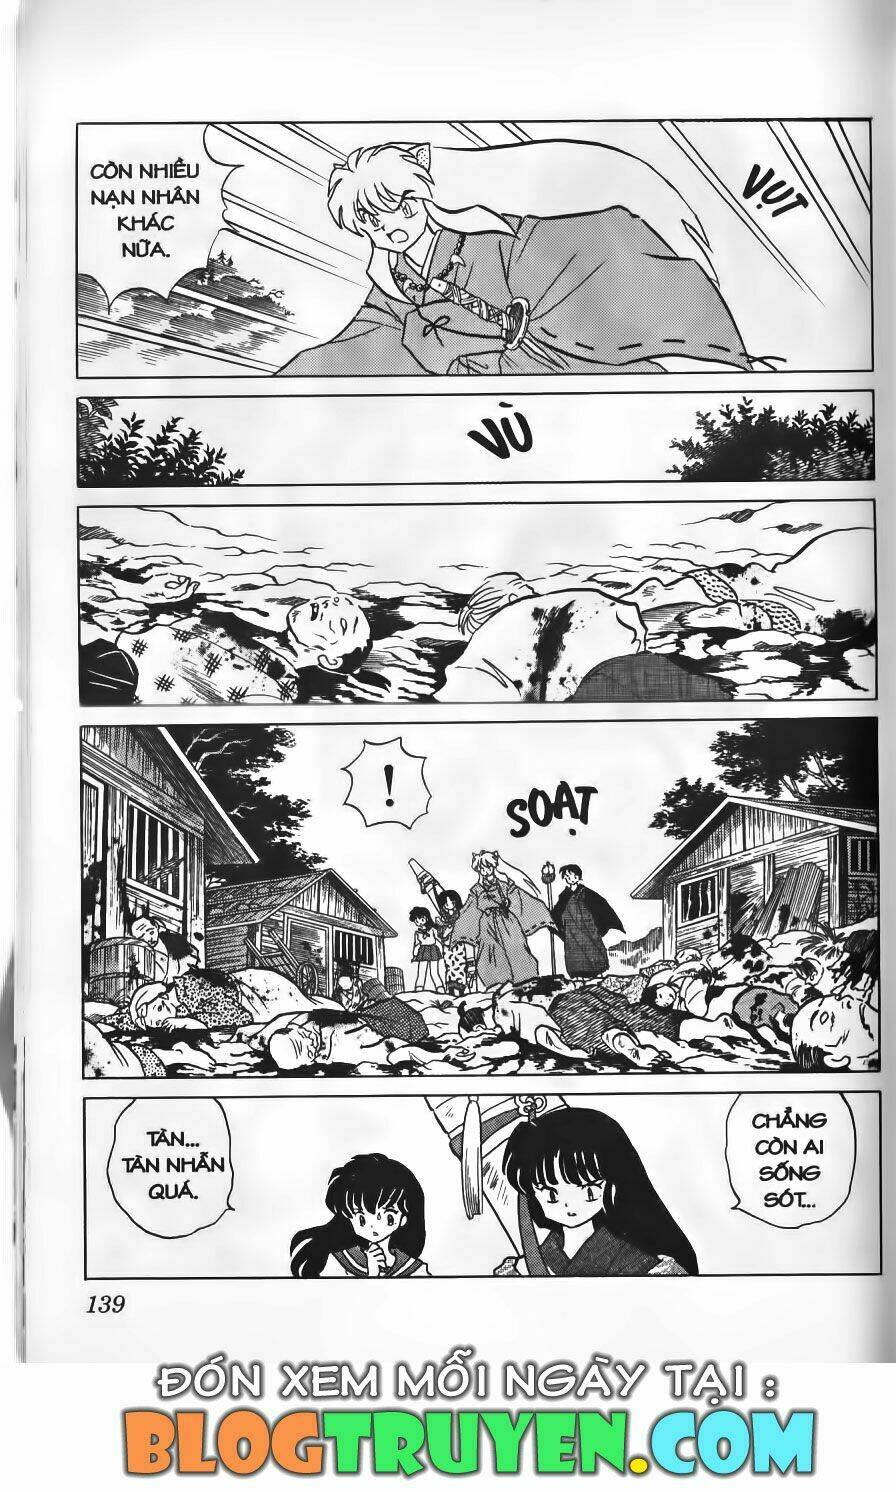 CÒN NHIỀU
NẠN NHÂN
KHÁC
NỮA.
VỤT
VÙ
!
SOẠT
CHẲNG
CÒN AI
SỐNG
SÓT...
TÀN...
TÀN NHẪN
QUÁ.
139
ĐÓN XEM MỖI NGÀY TẠI :
BLOGTRUYEN.COM